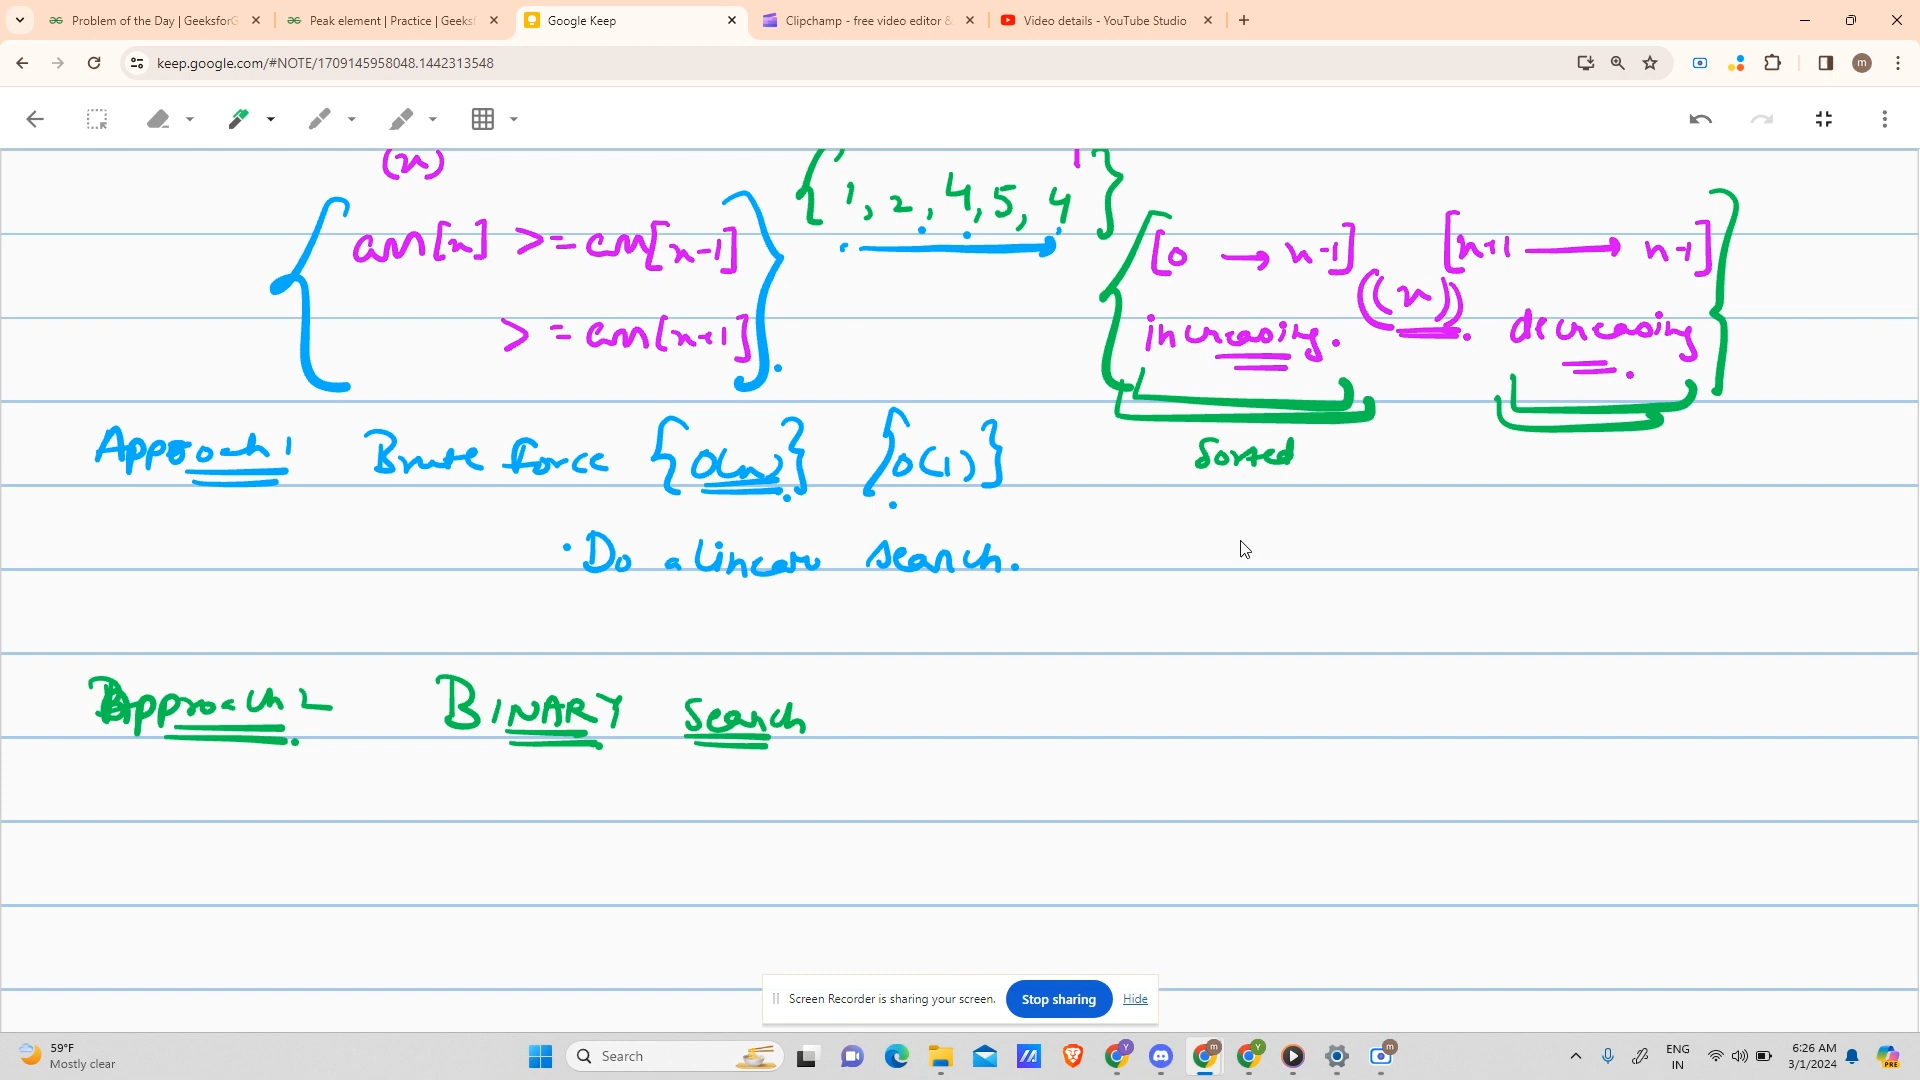 Problem of the Day | GeeksforG
Peak element | Practice | Geeksf
Google Keep
Clipchamp - free video editor &
Video details - YouTube Studio
keep.google.com/#NOTE/1709145958048.1442313548
m
(x)
{ 1, 2, 4, 5, 4 }
{ arr[x] >= arr[x-1]
>= arr[x+1] }.
{ [0 → x-1] [x+1 → n-1] }
increasing. ((x)). decreasing.
Sorted
Approach 1 Brute force {O(n)} {O(1)}
. Do a linear search.
Approach 2 BINARY Search
Screen Recorder is sharing your screen. Stop sharing Hide
59°F
Mostly clear
Search
ENG
IN
6:26 AM
3/1/2024